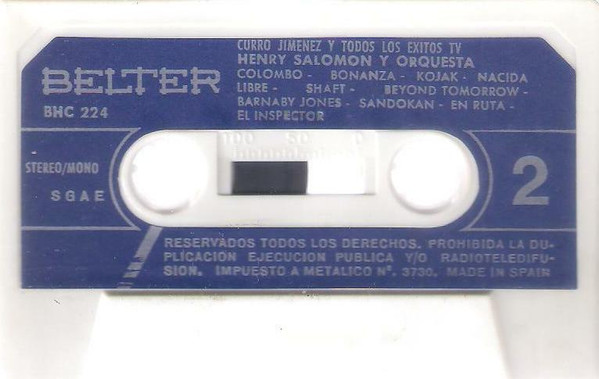 CURRO JIMENEZ Y TODOS LOS EXITOS TV
HENRY SALOMON Y ORQUESTA
COLOMBO - BONANZA - KOJAK - NACIDA
LIBRE - SHAFT - BEYOND TOMORROW -
BARNABY JONES - SANDOKAN - EN RUTA -
EL INSPECTOR
BELTER
BHC 224
STEREO/MONO
SGAE
100 50 0
2
RESERVADOS TODOS LOS DERECHOS. PROHIBIDA LA DU-
PLICACIÓN EJECUCION PUBLICA Y/O RADIOTELEDIFU-
SION. IMPUESTO A METALICO Nº. 3730. MADE IN SPAIN